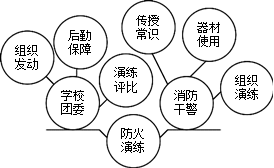 组织
发动
后勤
保障
演练
评比
传授
常识
器材
使用
组织
演练
学校
团委
消防
干警
防火
演练